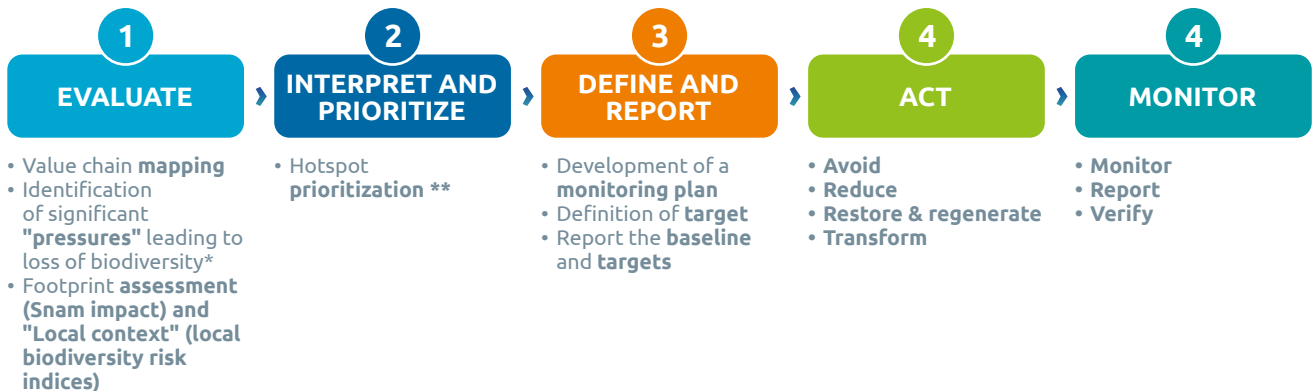 1
EVALUATE
• Value chain mapping
• Identification
of significant
"pressures" leading to
loss of biodiversity*
• Footprint assessment
(Snam impact) and
"Local context" (local
biodiversity risk
indices)
2
INTERPRET AND
PRIORITIZE
• Hotspot
prioritization **
3
DEFINE AND
REPORT
• Development of a
monitoring plan
• Definition of target
• Report the baseline
and targets
4
ACT
• Avoid
• Reduce
• Restore & regenerate
• Transform
4
MONITOR
• Monitor
• Report
• Verify